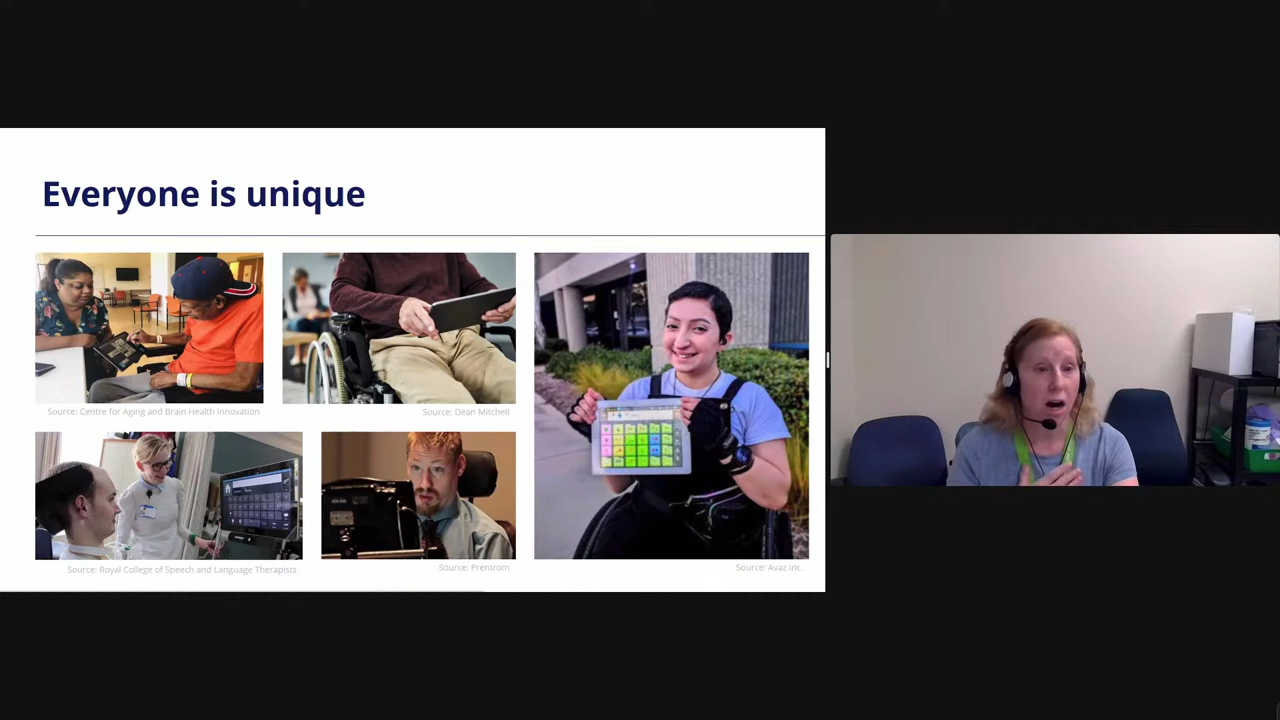 Everyone is unique
Source: Centre for Aging and Brain Health Innovation
Source: Dean Mitchell
Source: Royal College of Speech and Language Therapists
Source: Prentrom
Source: Avaz Inc.